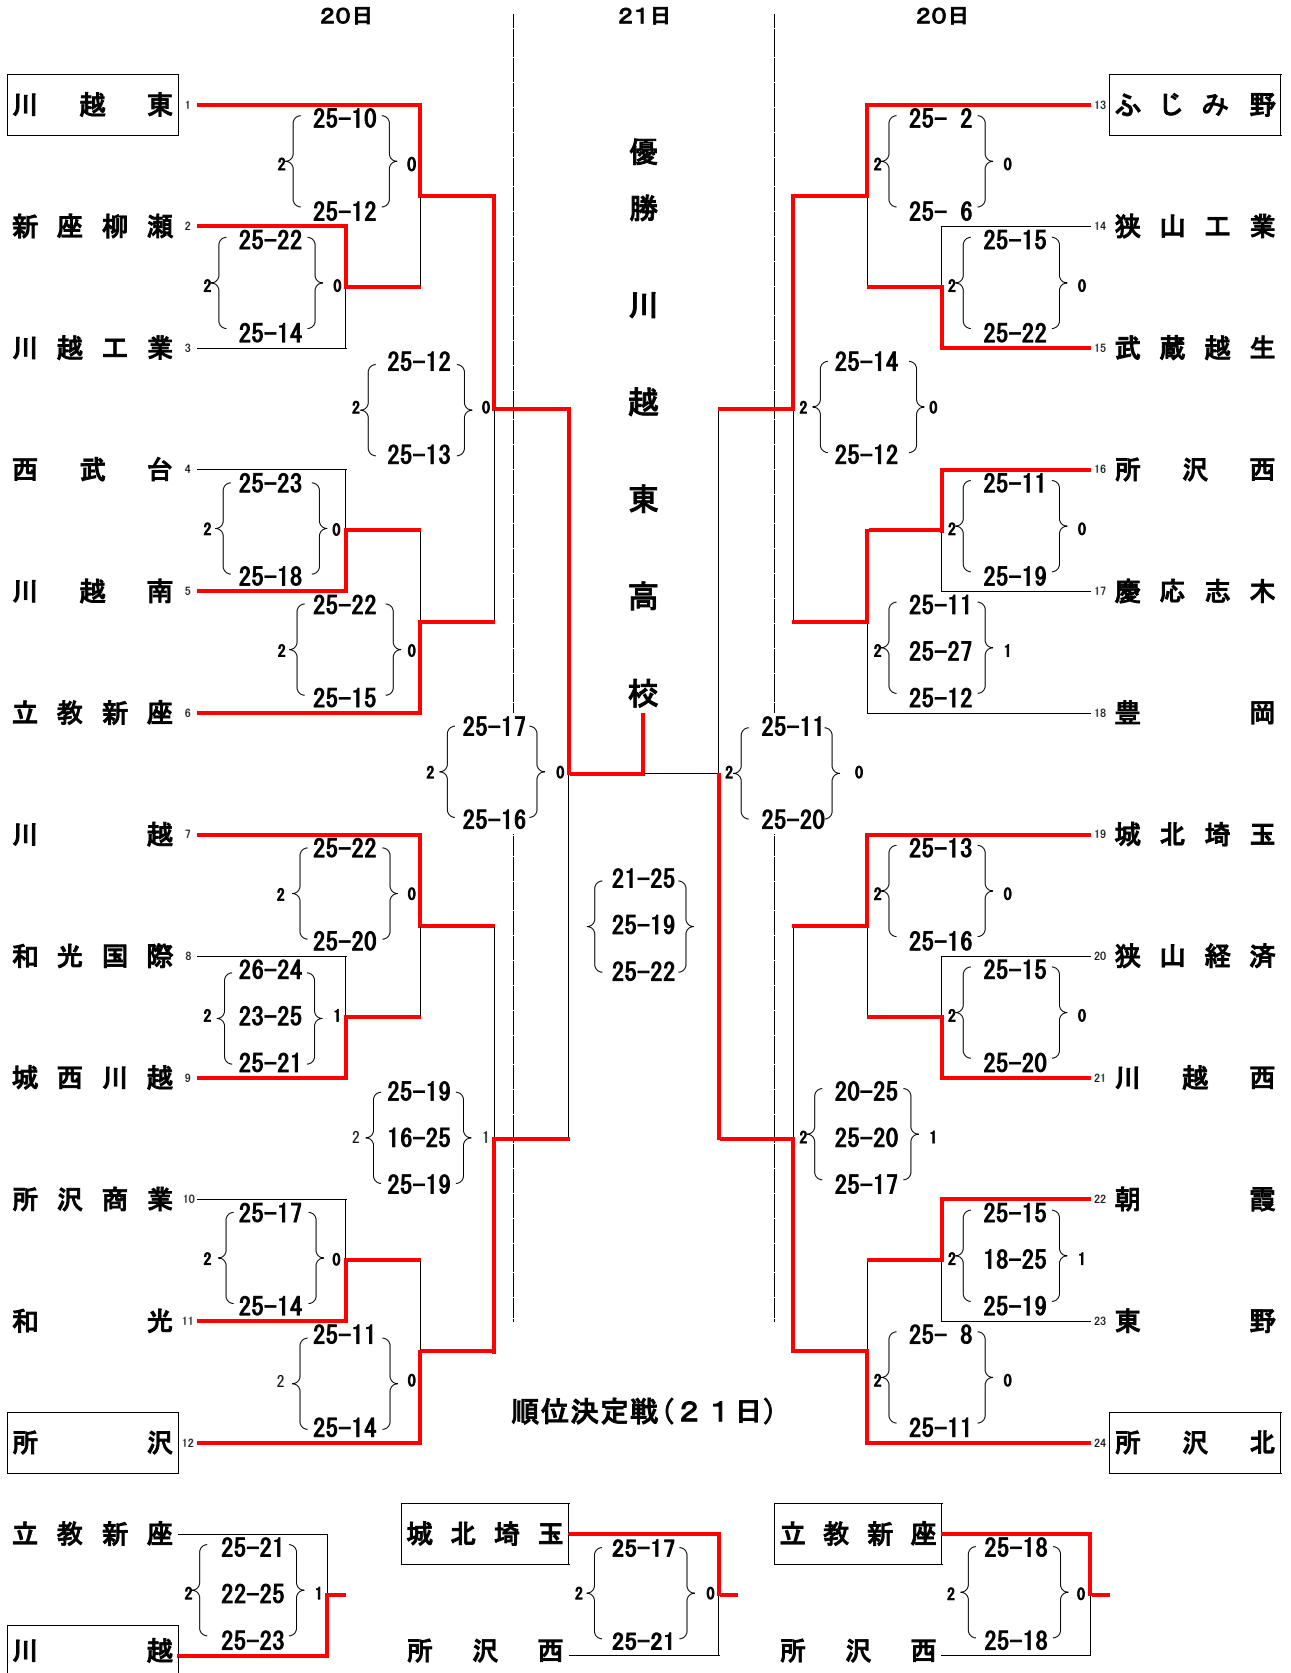 20日 21日 20日
川越東 1
25-10
2 0
25-12
新座柳瀬 2
25-22
2 0
25-14
川越工業 3
25-12
2 0
25-13
西武台 4
25-23
2 0
25-18
川越南 5
25-22
2 0
25-15
立教新座 6
25-17
2 0
25-16
川越 7
25-22
2 0
25-20
和光国際 8
26-24
2 23-25 1
25-21
城西川越 9
25-19
2 16-25 1
25-19
所沢商業 10
25-17
2 0
25-14
和光 11
25-11
2 0
25-14
所沢 12
優勝川越東高校
21-25
25-19
25-22
13 ふじみ野
25- 2
2 0
25- 6
14 狭山工業
25-15
2 0
25-22
15 武蔵越生
25-14
2 0
25-12
16 所沢西
25-11
2 0
25-19
17 慶応志木
25-11
2 25-27 1
25-12
18 豊岡
25-11
2 0
25-20
19 城北埼玉
25-13
2 0
25-16
20 狭山経済
25-15
2 0
25-20
21 川越西
20-25
2 25-20 1
25-17
22 朝霞
25-15
2 18-25 1
25-19
23 東野
25- 8
2 0
25-11
24 所沢北
順位決定戦(21日)
立教新座
25-21
2 22-25 1
25-23
川越
城北埼玉
25-17
2 0
25-21
所沢西
立教新座
25-18
2 0
25-18
所沢西